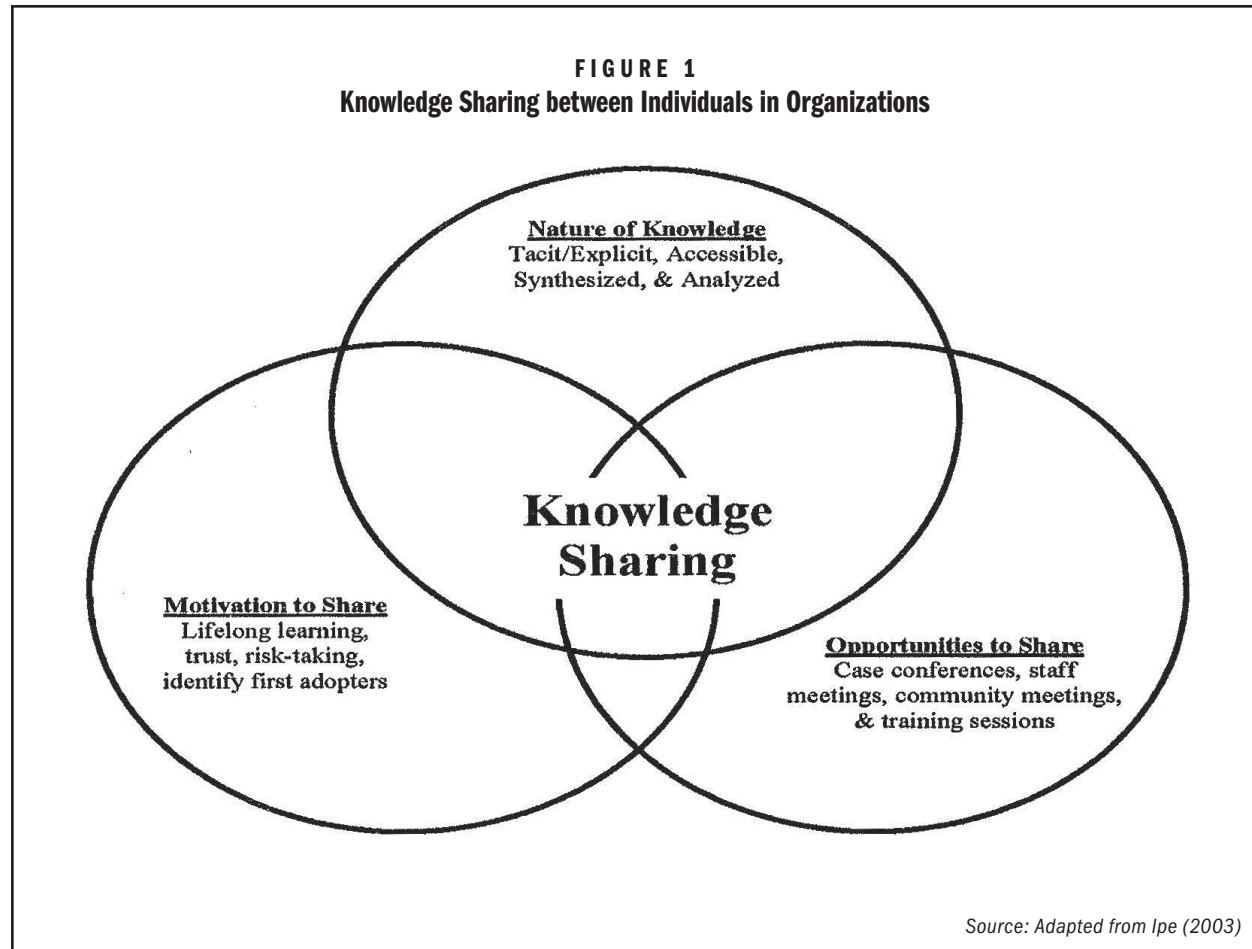 FIGURE 1
Knowledge Sharing between Individuals in Organizations
Nature of Knowledge
Tacit/Explicit, Accessible,
Synthesized, & Analyzed
Knowledge
Sharing
Motivation to Share
Lifelong learning,
trust, risk-taking,
identify first adopters
Opportunities to Share
Case conferences, staff
meetings, community meetings,
& training sessions
Source: Adapted from Ipe (2003)